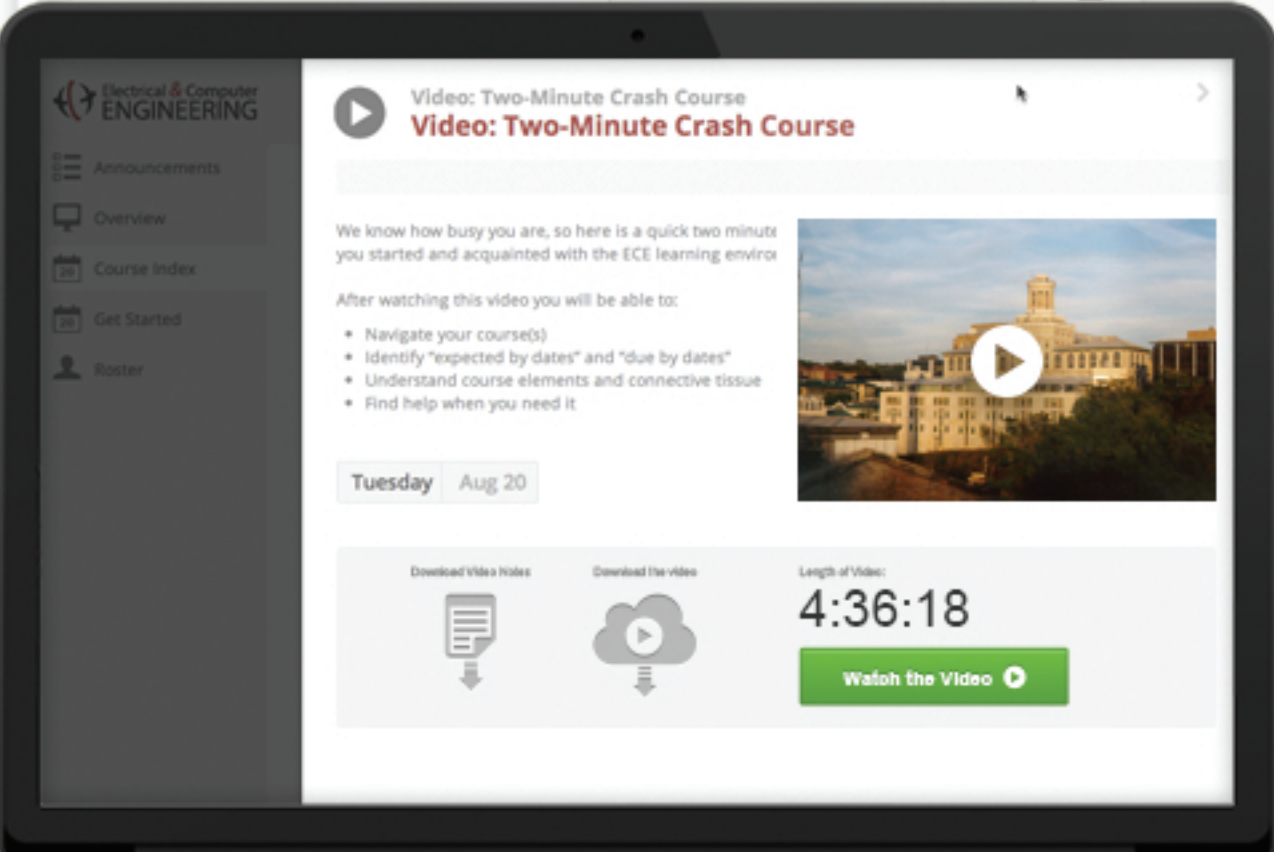 Electrical & Computer
ENGINEERING
Announcements
Overview
Course Index
Get Started
Roster
Video: Two-Minute Crash Course
Video: Two-Minute Crash Course
We know how busy you are, so here is a quick two minute
you started and acquainted with the ECE learning enviro
After watching this video you will be able to:
Navigate your course(s)
Identify “expected by dates” and “due by dates”
Understand course elements and connective tissue
Find help when you need it
Tuesday Aug 20
Download Video Notes
Download the video
Length of Video:
4:36:18
Watch the Video
20
20